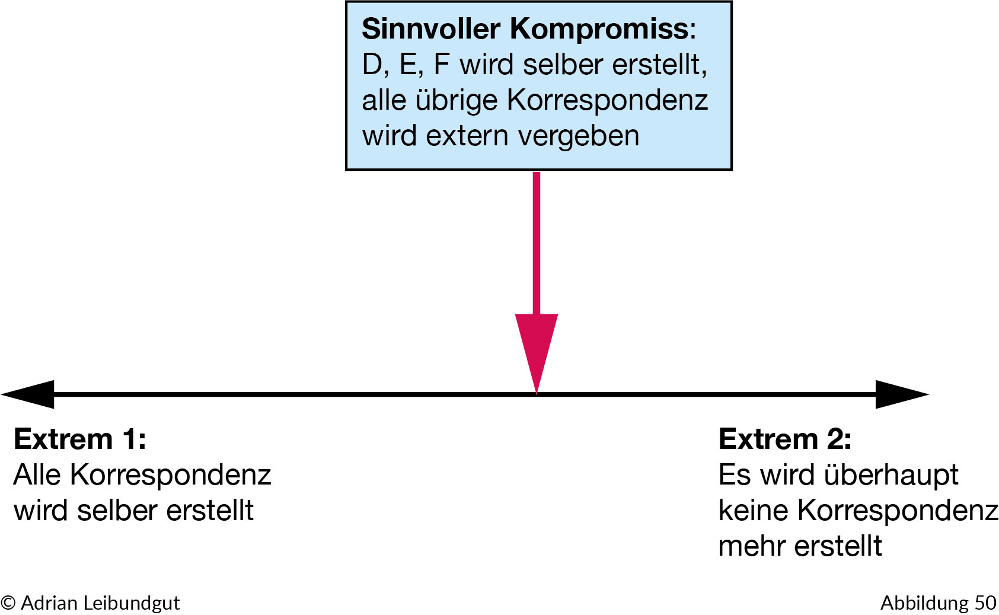 Sinnvoller Kompromiss:
D, E, F wird selber erstellt,
alle übrige Korrespondenz
wird extern vergeben
Extrem 1:
Alle Korrespondenz
wird selber erstellt
Extrem 2:
Es wird überhaupt
keine Korrespondenz
mehr erstellt
© Adrian Leibundgut
Abbildung 50